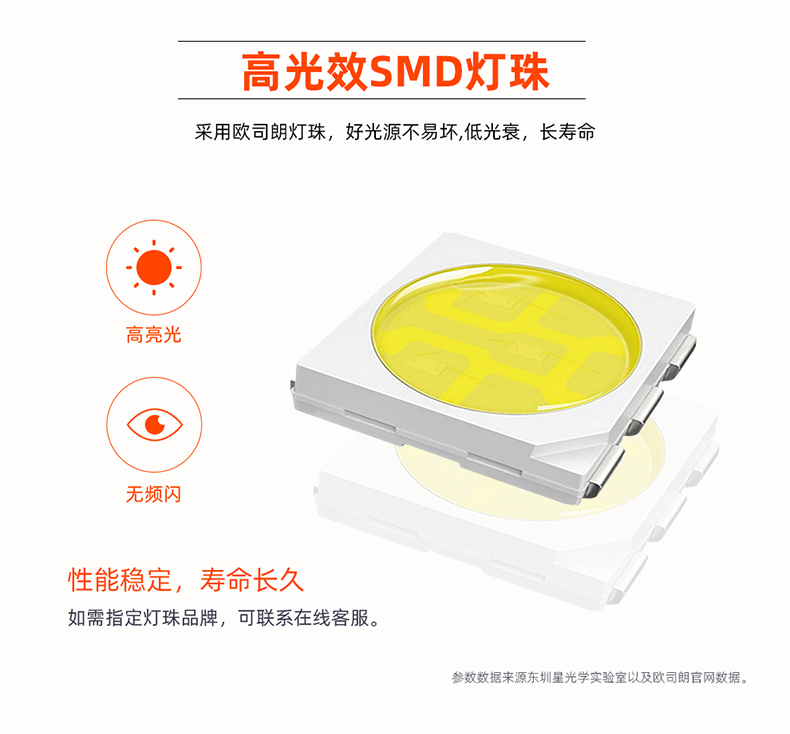 高光效SMD灯珠
采用欧司朗灯珠，好光源不易坏,低光衰，长寿命
高亮光
无频闪
性能稳定，寿命长久
如需指定灯珠品牌，可联系在线客服。
参数数据来源东圳星光学实验室以及欧司朗官网数据。